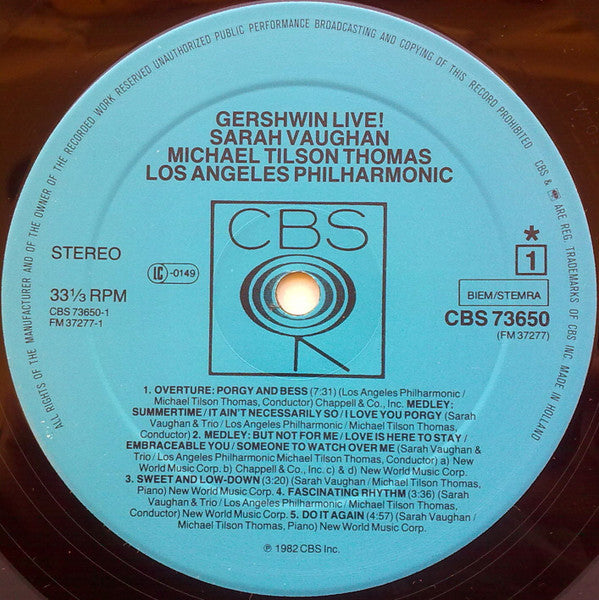 ALL RIGHTS OF THE MANUFACTURER AND OF THE OWNER OF THE RECORDED WORK RESERVED UNAUTHORIZED PUBLIC PERFORMANCE BROADCASTING AND COPYING OF THIS RECORD PROHIBITED CBS & ARE REG. TRADEMARKS OF CBS INC. MADE IN HOLLAND
GERSHWIN LIVE!
SARAH VAUGHAN
MICHAEL TILSON THOMAS
LOS ANGELES PHILHARMONIC
CBS
STEREO
LC-0149
*
1
33⅓ RPM
CBS 73650-1
FM 37277-1
BIEM/STEMRA
CBS 73650
(FM 37277)
1. OVERTURE: PORGY AND BESS (7:31) (Los Angeles Philharmonic /
Michael Tilson Thomas, Conductor) Chappell & Co., Inc. MEDLEY:
SUMMERTIME / IT AIN'T NECESSARILY SO / I LOVE YOU PORGY (Sarah
Vaughan & Trio / Los Angeles Philharmonic / Michael Tilson Thomas,
Conductor) 2. MEDLEY: BUT NOT FOR ME / LOVE IS HERE TO STAY /
EMBRACEABLE YOU / SOMEONE TO WATCH OVER ME (Sarah Vaughan &
Trio / Los Angeles Philharmonic Michael Tilson Thomas, Conductor) a) New
World Music Corp. b) Chappell & Co., Inc. c) & d) New World Music Corp.
3. SWEET AND LOW-DOWN (3:20) (Sarah Vaughan / Michael Tilson Thomas,
Piano) New World Music Corp. 4. FASCINATING RHYTHM (3:36) (Sarah
Vaughan & Trio / Los Angeles Philharmonic / Michael Tilson Thomas,
Conductor) New World Music Corp. 5. DO IT AGAIN (4:57) (Sarah Vaughan /
Michael Tilson Thomas, Piano) New World Music Corp.
℗ 1982 CBS Inc.